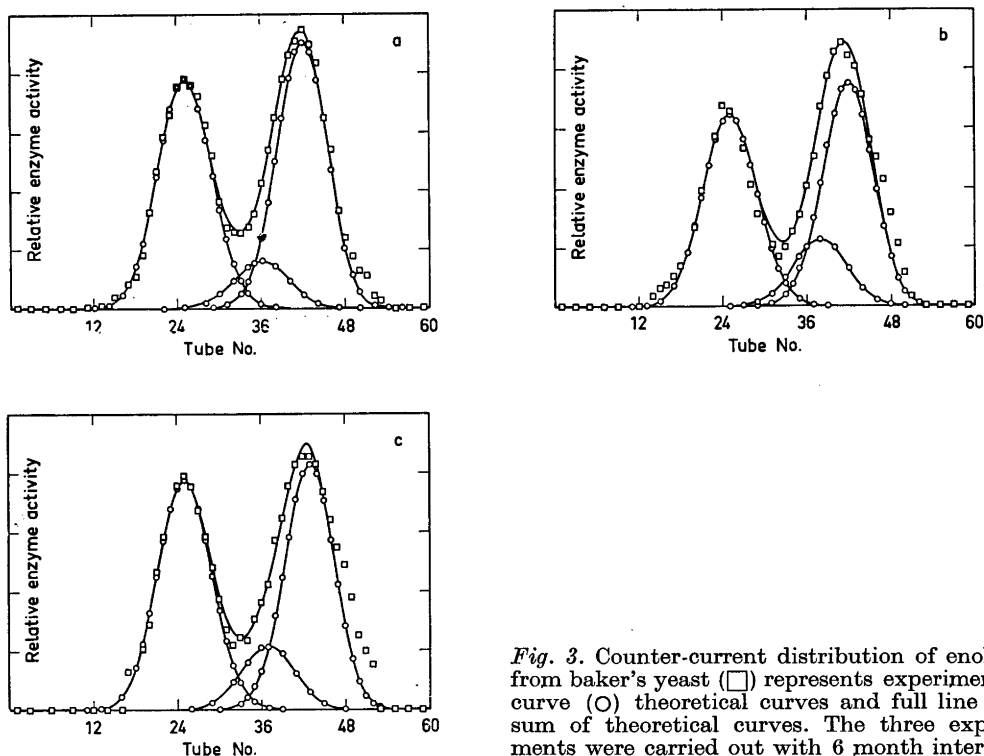 a
Relative enzyme activity
12 24 36 48 60
Tube No.
b
Relative enzyme activity
12 24 36 48 60
Tube No.
c
Relative enzyme activity
12 24 36 48 60
Tube No.
Fig. 3. Counter-current distribution of enol
from baker's yeast (□) represents experimen
curve (○) theoretical curves and full line
sum of theoretical curves. The three exp
ments were carried out with 6 month inter